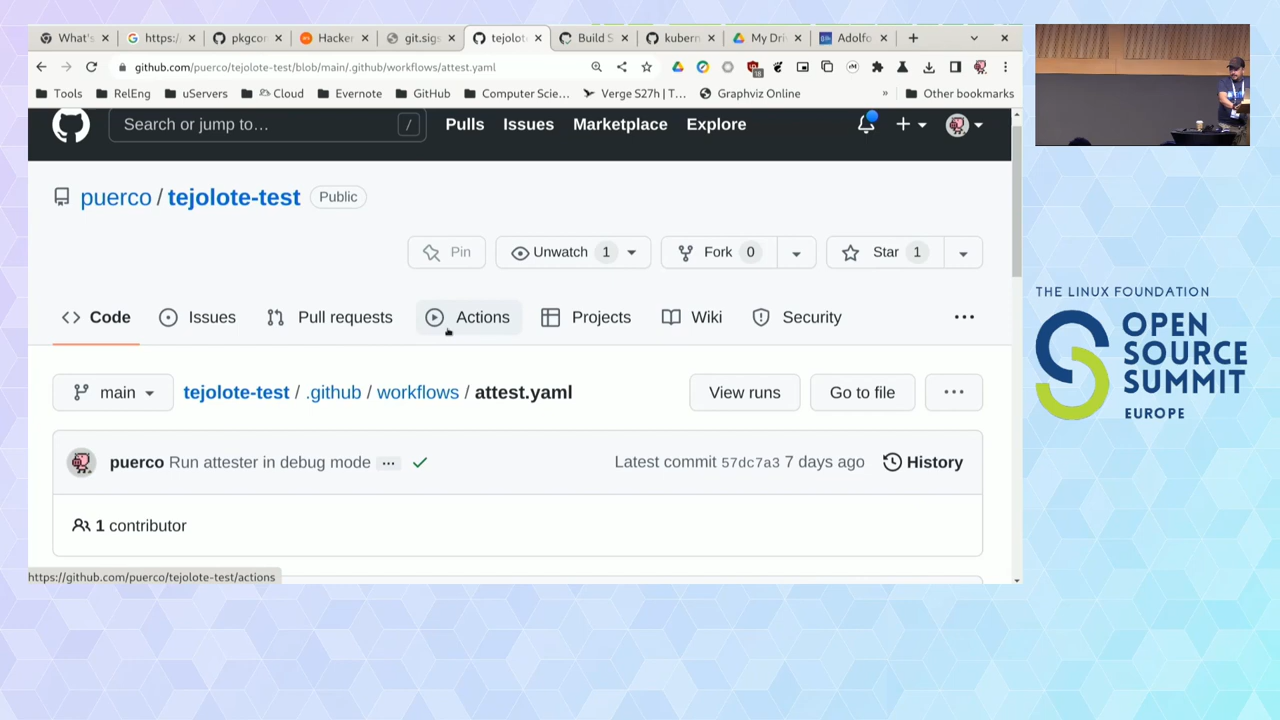 What's
https:/
pkgcor
Hacker
git.sigs
tejolot
Build S
kubern
My Dri
Adolfo
github.com/puerco/tejolote-test/blob/main/.github/workflows/attest.yaml
18
Tools
RelEng
uServers
Cloud
Evernote
GitHub
Computer Scie...
Verge S27h | T...
Graphviz Online
»
Other bookmarks
Search or jump to...
/
Pulls
Issues
Marketplace
Explore
puerco / tejolote-test
Public
Pin
Unwatch 1
Fork 0
Star 1
Code
Issues
Pull requests
Actions
Projects
Wiki
Security
main
tejolote-test / .github / workflows / attest.yaml
View runs
Go to file
puerco Run attester in debug mode
Latest commit 57dc7a3 7 days ago
History
1 contributor
https://github.com/puerco/tejolote-test/actions
THE LINUX FOUNDATION
OPEN
SOURCE
SUMMIT
EUROPE